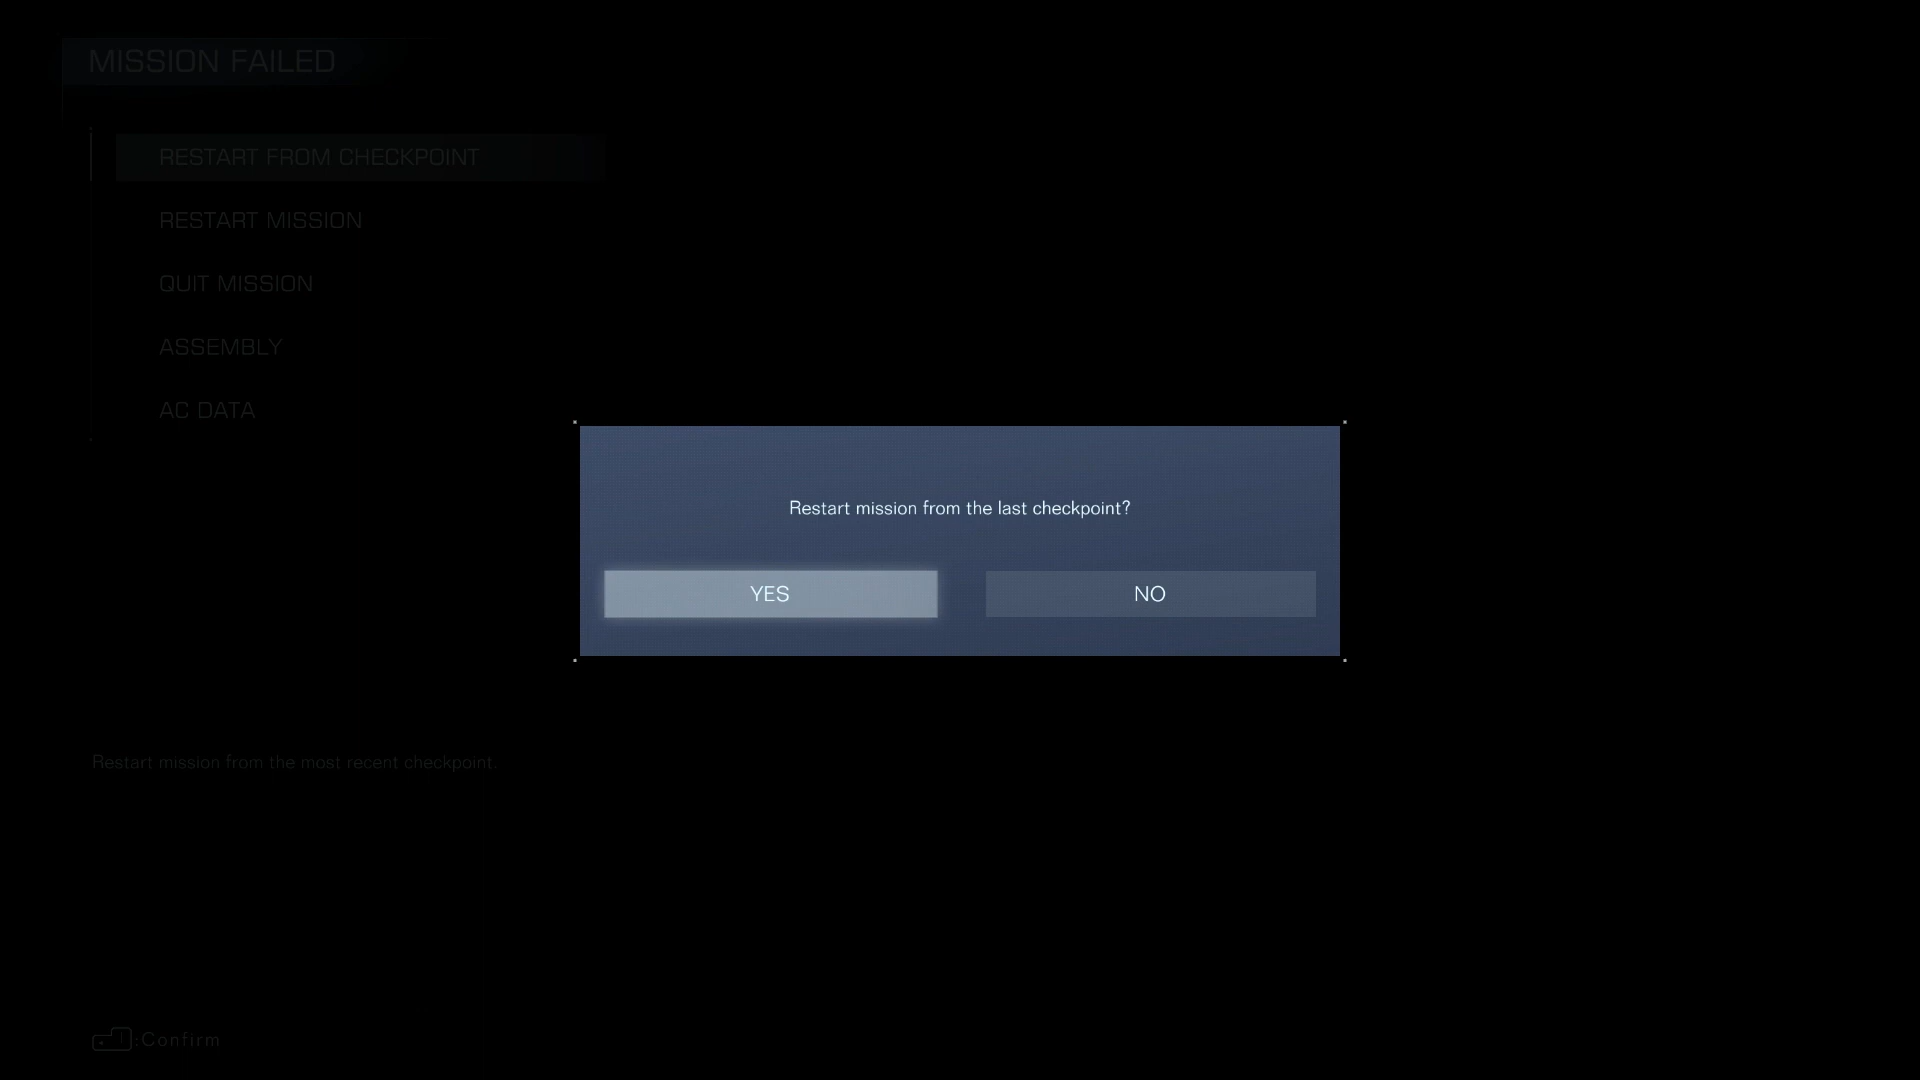 MISSION FAILED
RESTART FROM CHECKPOINT
RESTART MISSION
QUIT MISSION
ASSEMBLY
AC DATA
Restart mission from the last checkpoint?
YES
NO
Restart mission from the most recent checkpoint.
:Confirm